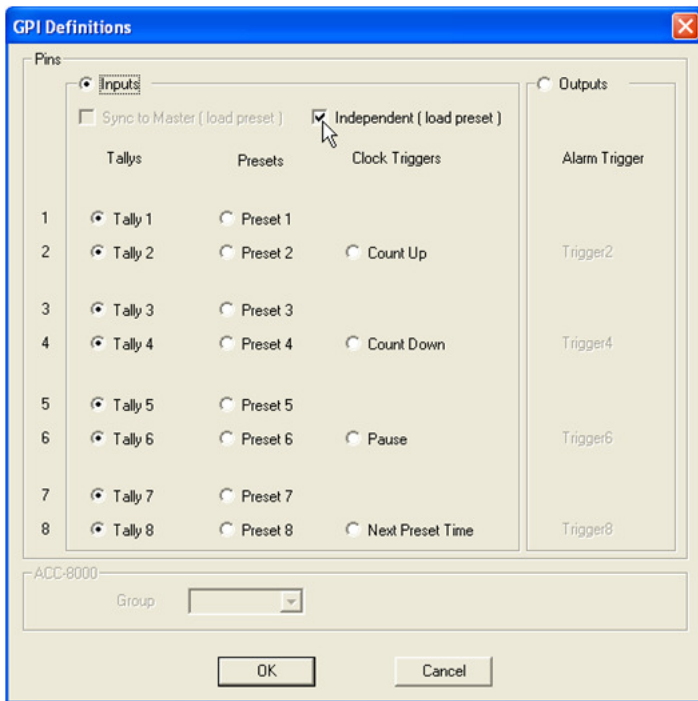 GPI Definitions
Pins
Inputs
Outputs
Sync to Master ( load preset )
Independent ( load preset )
Tallys Presets Clock Triggers Alarm Trigger
1 Tally 1 Preset 1
2 Tally 2 Preset 2 Count Up Trigger2
3 Tally 3 Preset 3
4 Tally 4 Preset 4 Count Down Trigger4
5 Tally 5 Preset 5
6 Tally 6 Preset 6 Pause Trigger6
7 Tally 7 Preset 7
8 Tally 8 Preset 8 Next Preset Time Trigger8
ACC-8000
Group
OK Cancel